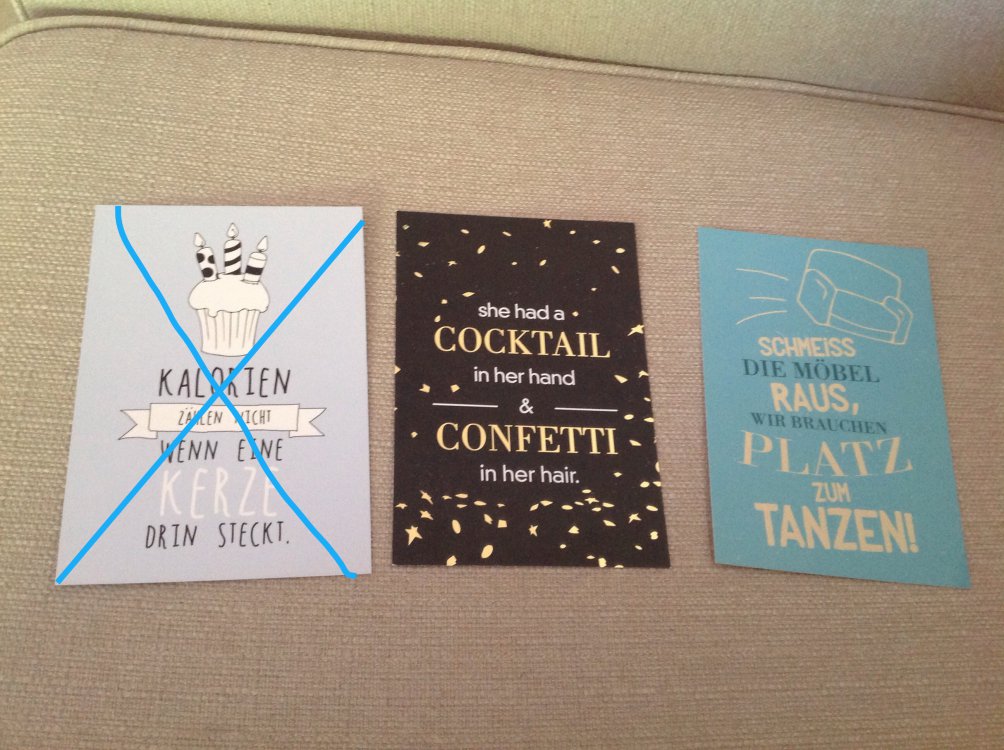 KALORIEN
ZÄHLEN NICHT
WENN EINE
KERZE
DRIN STECKT.
she had a
COCKTAIL
in her hand
&
CONFETTI
in her hair.
SCHMEISS
DIE MÖBEL
RAUS,
WIR BRAUCHEN
PLATZ
ZUM
TANZEN!